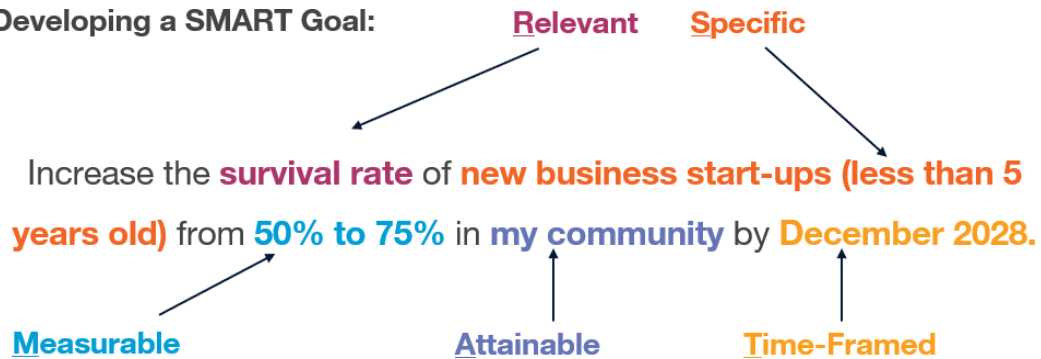 Developing a SMART Goal:
Relevant
Specific
Increase the survival rate of new business start-ups (less than 5
years old) from 50% to 75% in my community by December 2028.
Measurable
Attainable
Time-Framed